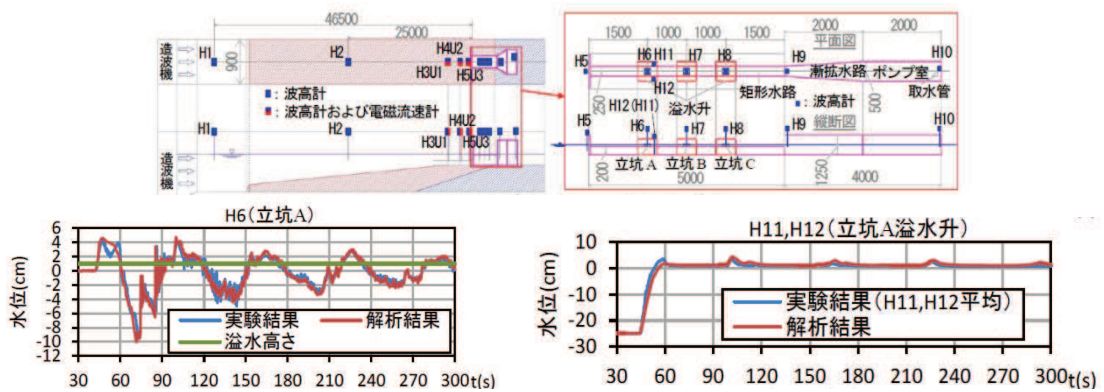 46500
25000
造波機
900
H1
H2
H4U2
H3U1
H5U3
■：波高計
■：波高計および電磁流速計
H1
H2
H4U2
H3U1
H5U3
造波機
1500
1000
1000
1500
2000
2000
平面図
H5
H6
H11
H7
H8
H9
H10
漸拡水路
ポンプ室
250
H12
溢水升
矩形水路
500
取水管
H12(H11)
■：波高計
H5
H6
H7
H8
H9
縦断図
H10
立坑A
立坑B
立坑C
200
5000
1250
4000
H6(立坑A)
水位(cm)
6
4
2
0
-2
-4
-6
-8
-10
-12
実験結果
解析結果
溢水高さ
30 60 90 120 150 180 210 240 270 300 t(s)
H11,H12(立坑A溢水升)
水位(cm)
10
0
-10
-20
-30
実験結果(H11,H12平均)
解析結果
30 60 90 120 150 180 210 240 270 300 t(s)